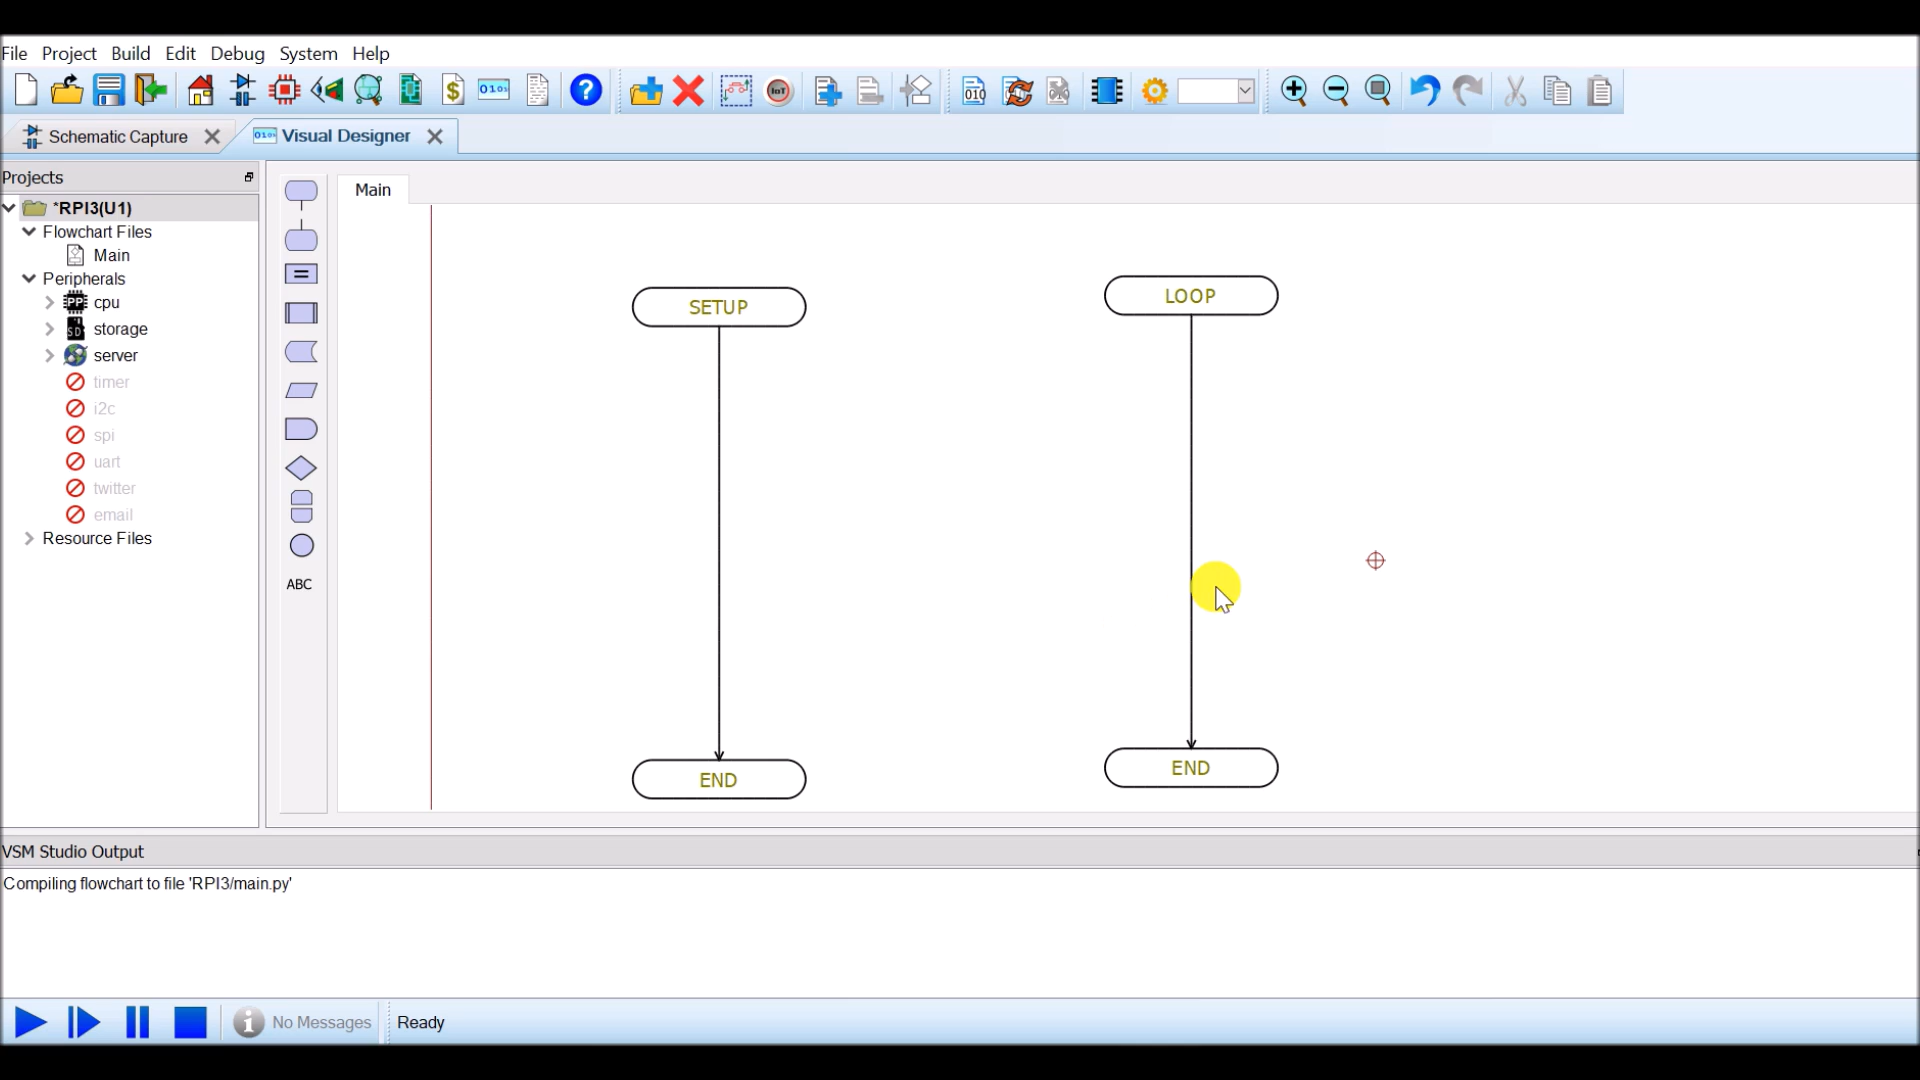 File Project Build Edit Debug System Help
Schematic Capture Visual Designer
Projects
Main
*RPI3(U1)
Flowchart Files
Main
Peripherals
cpu
storage
server
timer
i2c
spi
uart
twitter
email
Resource Files
ABC
SETUP
LOOP
END
END
VSM Studio Output
Compiling flowchart to file 'RPI3/main.py'
No Messages Ready